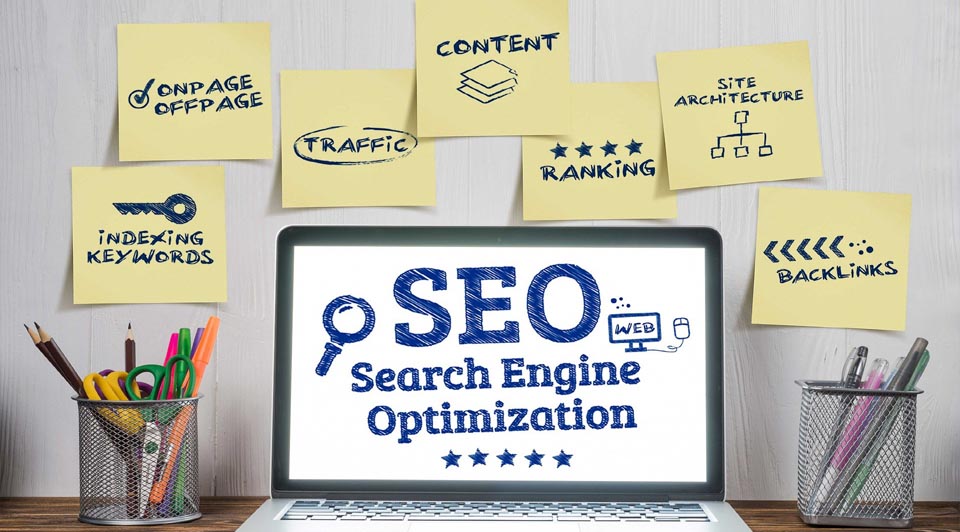 ONPAGE
OFFPAGE
TRAFFIC
CONTENT
RANKING
SITE
ARCHITECTURE
INDEXING
KEYWORDS
BACKLINKS
SEO
WEB
Search Engine
Optimization